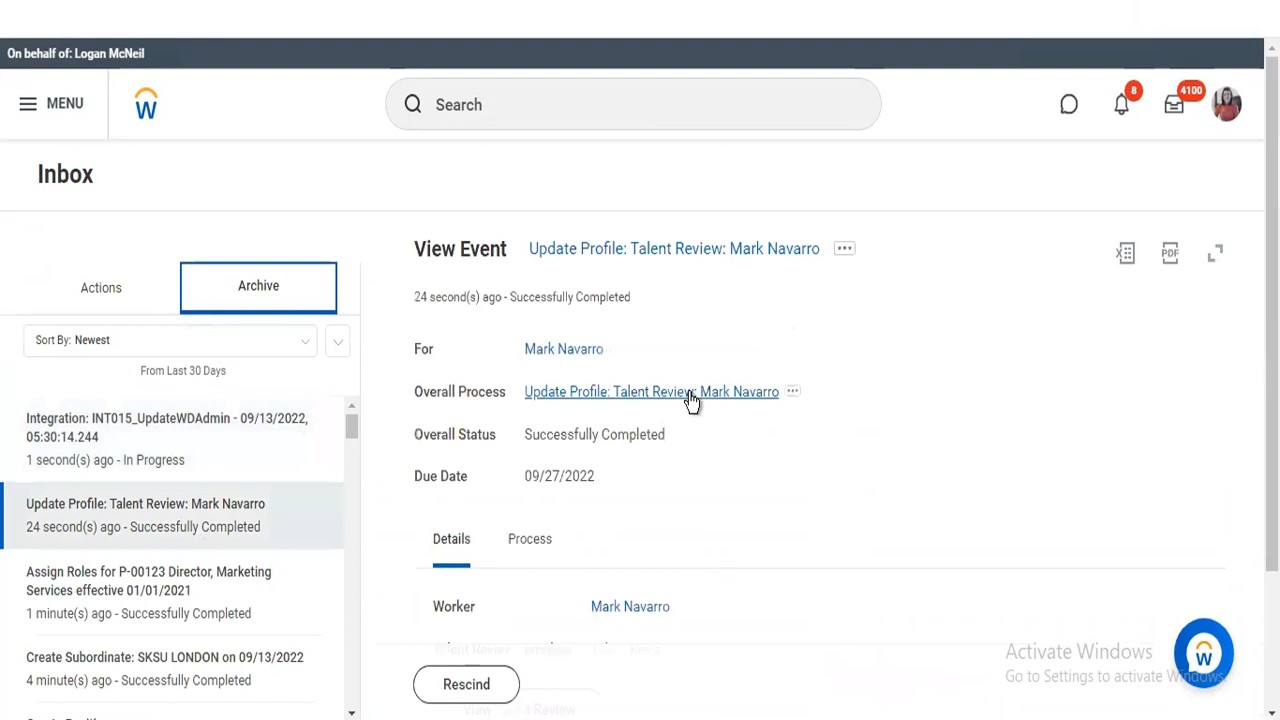 On behalf of: Logan McNeil
MENU
Search
8
4100
Inbox
Actions
Archive
Sort By: Newest
From Last 30 Days
Integration: INT015_UpdateWDAdmin - 09/13/2022,
05:30:14.244
1 second(s) ago - In Progress
Update Profile: Talent Review: Mark Navarro
24 second(s) ago - Successfully Completed
Assign Roles for P-00123 Director, Marketing
Services effective 01/01/2021
1 minute(s) ago - Successfully Completed
Create Subordinate: SKSU LONDON on 09/13/2022
4 minute(s) ago - Successfully Completed
View Event Update Profile: Talent Review: Mark Navarro
PDF
24 second(s) ago - Successfully Completed
For Mark Navarro
Overall Process Update Profile: Talent Review: Mark Navarro
Overall Status Successfully Completed
Due Date 09/27/2022
Details Process
Worker Mark Navarro
Rescind
Activate Windows
Go to Settings to activate Windows.